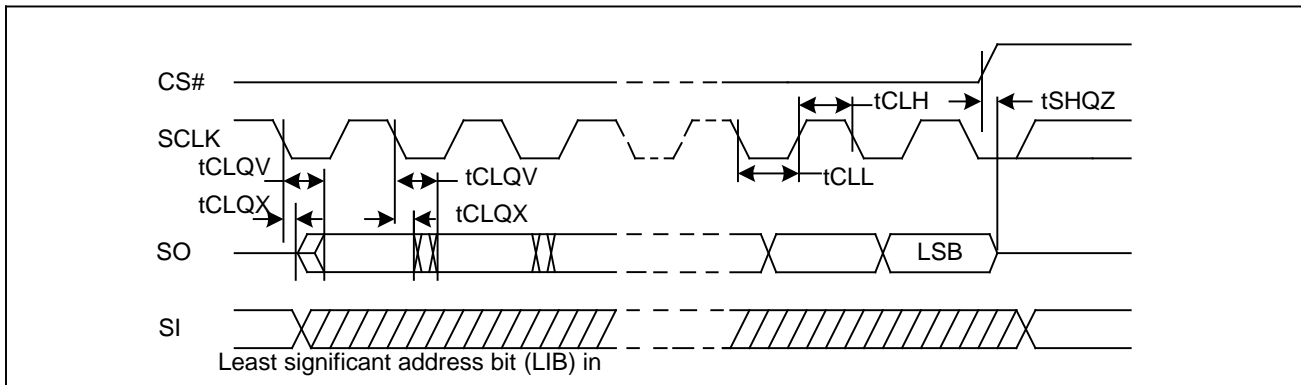 CS#
tCLH
tSHQZ
SCLK
tCLQV
tCLQV
tCLL
tCLQX
tCLQX
SO
LSB
SI
Least significant address bit (LIB) in